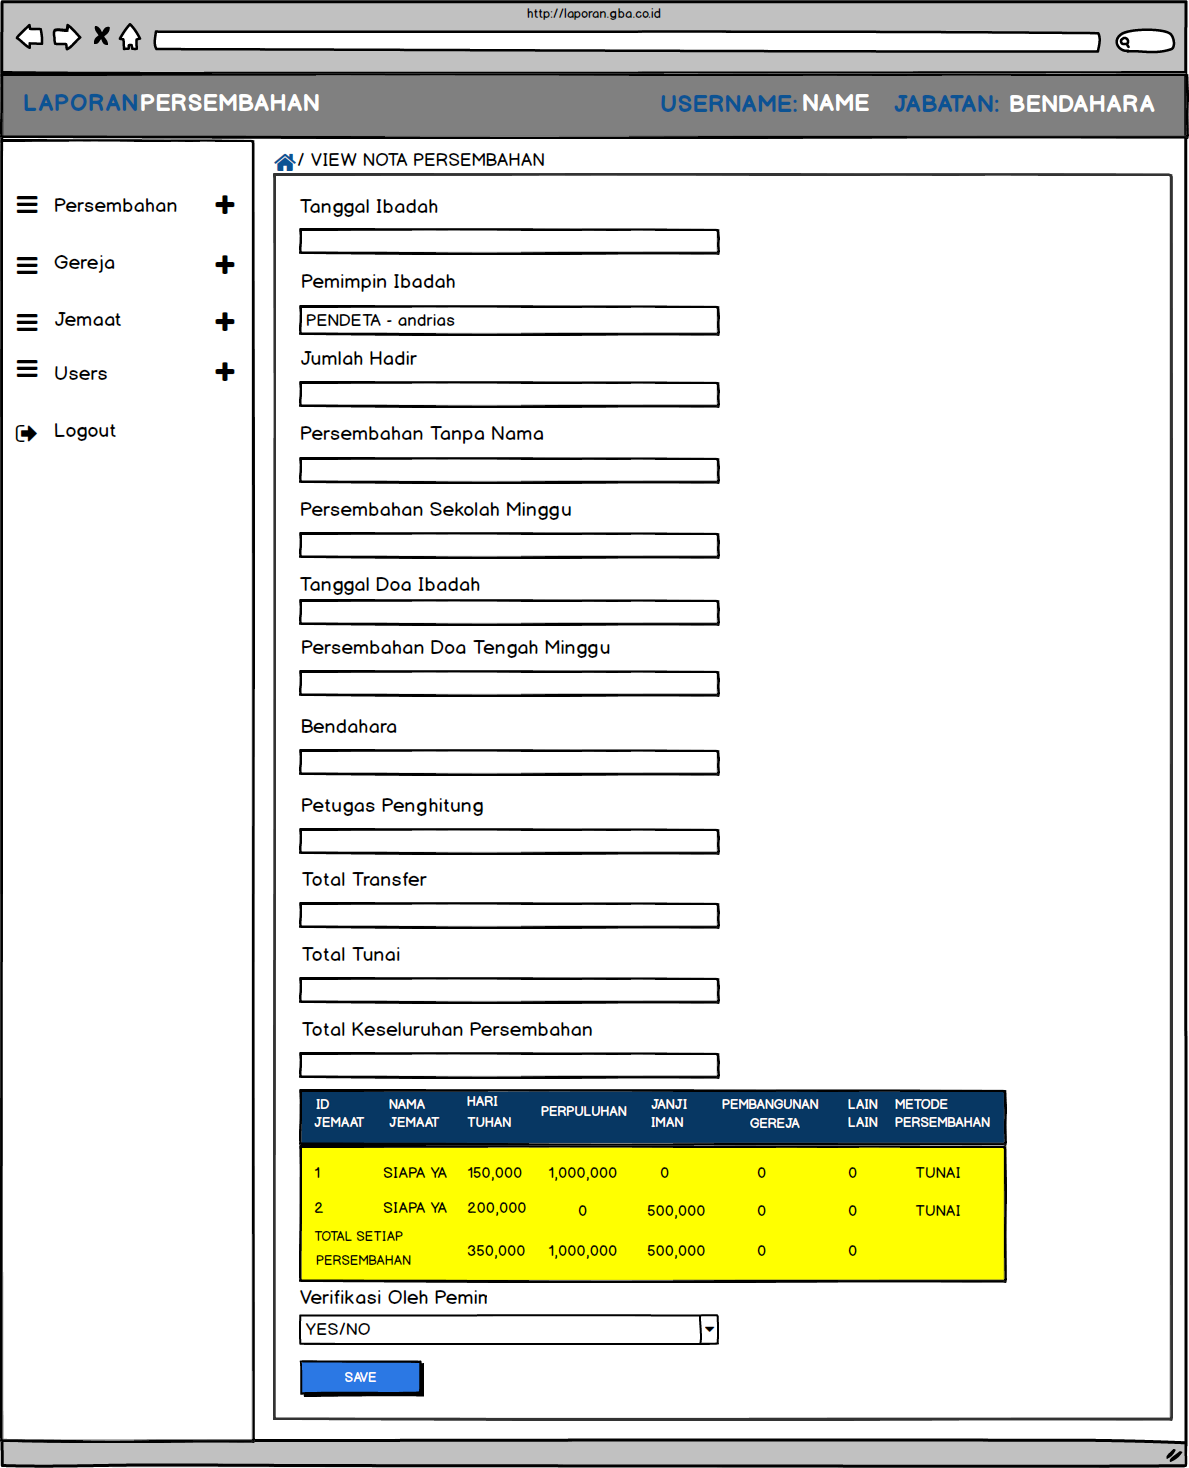 http://laporan.gba.co.id
LAPORANPERSEMBAHAN USERNAME: NAME JABATAN: BENDAHARA
/ VIEW NOTA PERSEMBAHAN
Persembahan
Gereja
Jemaat
Users
Logout
Tanggal Ibadah
Pemimpin Ibadah
PENDETA - andrias
Jumlah Hadir
Persembahan Tanpa Nama
Persembahan Sekolah Minggu
Tanggal Doa Ibadah
Persembahan Doa Tengah Minggu
Bendahara
Petugas Penghitung
Total Transfer
Total Tunai
Total Keseluruhan Persembahan
ID JEMAAT NAMA JEMAAT HARI TUHAN PERPULUHAN JANJI IMAN PEMBANGUNAN GEREJA LAIN LAIN METODE PERSEMBAHAN
1 SIAPA YA 150,000 1,000,000 0 0 0 TUNAI
2 SIAPA YA 200,000 0 500,000 0 0 TUNAI
TOTAL SETIAP PERSEMBAHAN 350,000 1,000,000 500,000 0 0
Verifikasi Oleh Pemin
YES/NO
SAVE